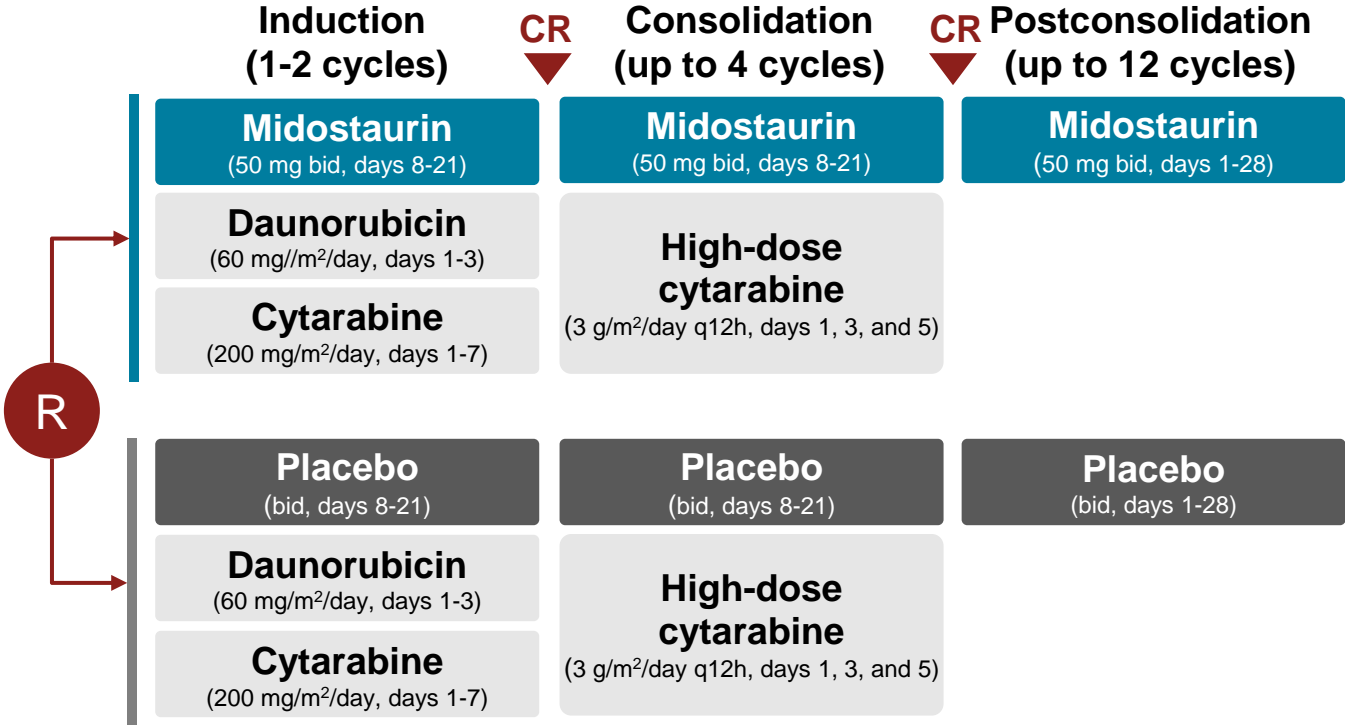 Induction
(1-2 cycles)
CR
Consolidation
(up to 4 cycles)
CR
Postconsolidation
(up to 12 cycles)
Midostaurin
(50 mg bid, days 8-21)
Midostaurin
(50 mg bid, days 8-21)
Midostaurin
(50 mg bid, days 1-28)
Daunorubicin
(60 mg//m²/day, days 1-3)
Cytarabine
(200 mg/m²/day, days 1-7)
High-dose
cytarabine
(3 g/m²/day q12h, days 1, 3, and 5)
R
Placebo
(bid, days 8-21)
Placebo
(bid, days 8-21)
Placebo
(bid, days 1-28)
Daunorubicin
(60 mg/m²/day, days 1-3)
Cytarabine
(200 mg/m²/day, days 1-7)
High-dose
cytarabine
(3 g/m²/day q12h, days 1, 3, and 5)